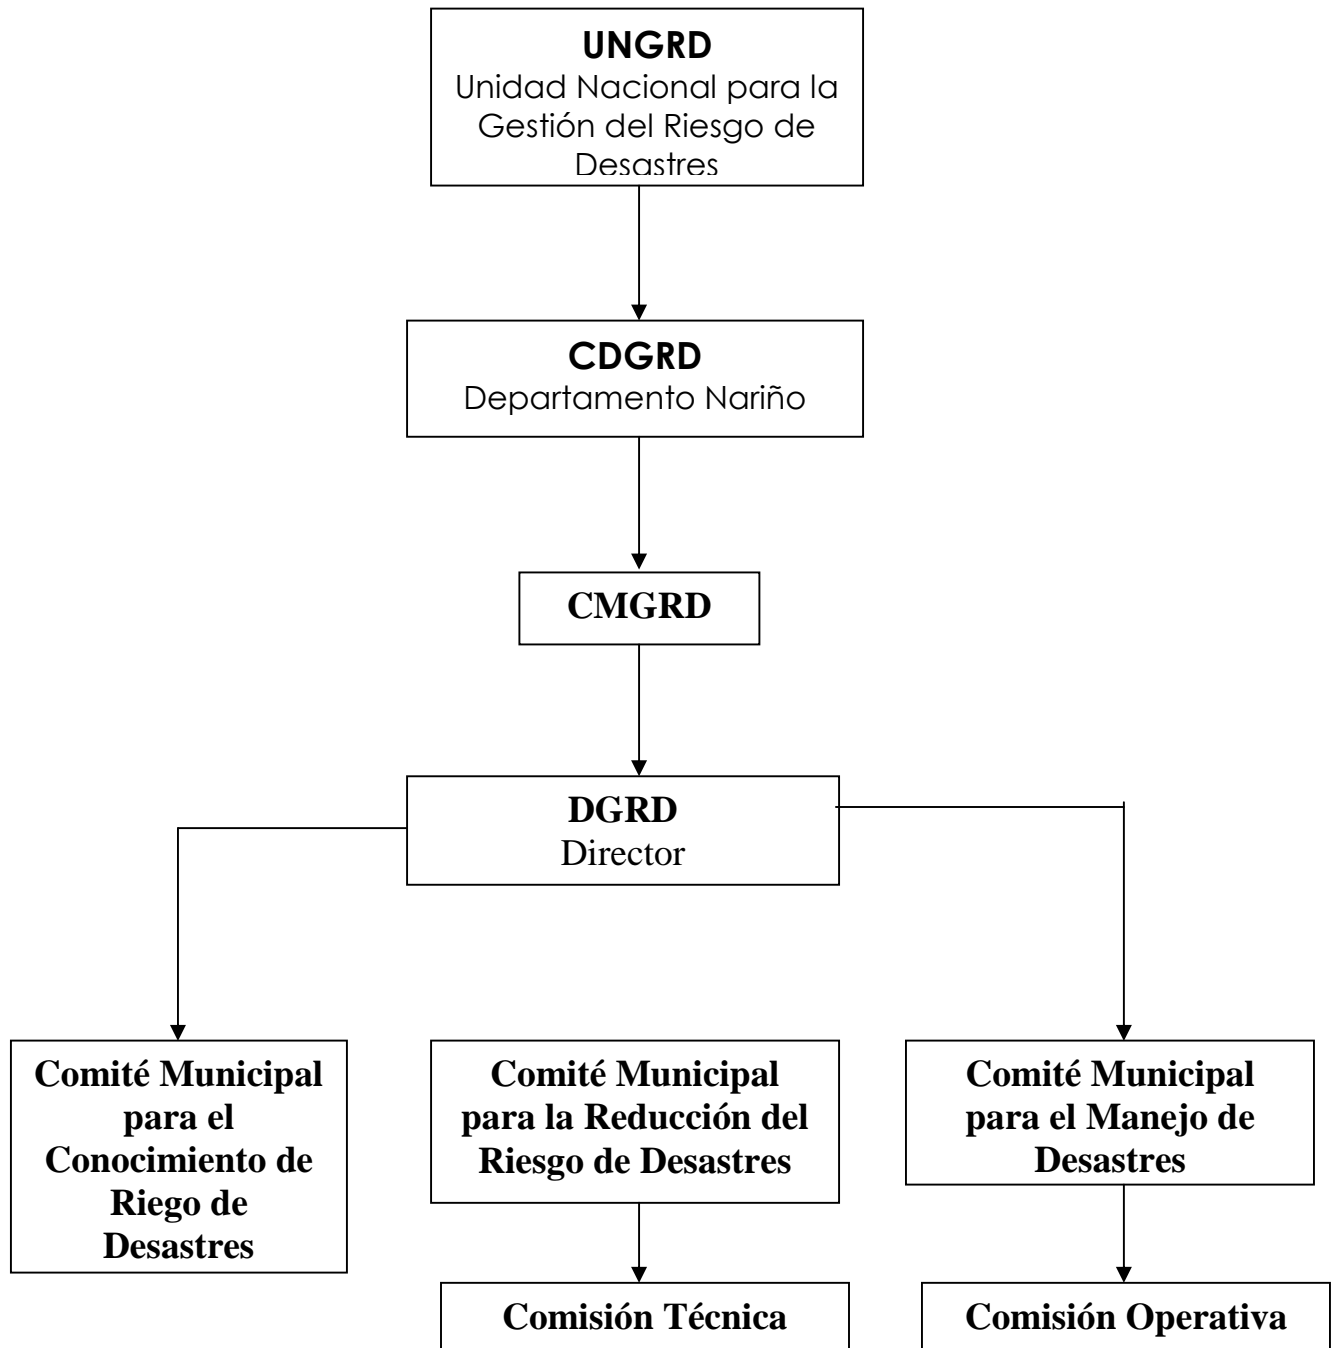 UNGRD
Unidad Nacional para la
Gestión del Riesgo de
Desastres
CDGRD
Departamento Nariño
CMGRD
DGRD
Director
Comité Municipal
para el
Conocimiento de
Riego de
Desastres
Comité Municipal
para la Reducción del
Riesgo de Desastres
Comité Municipal
para el Manejo de
Desastres
Comisión Técnica
Comisión Operativa